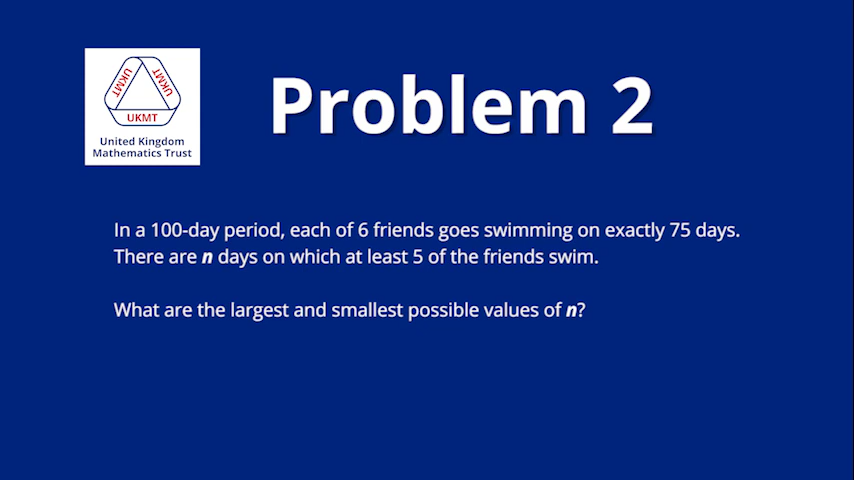 UKMT
UKMT
UKMT
United Kingdom
Mathematics Trust
Problem 2
In a 100-day period, each of 6 friends goes swimming on exactly 75 days.
There are n days on which at least 5 of the friends swim.
What are the largest and smallest possible values of n?